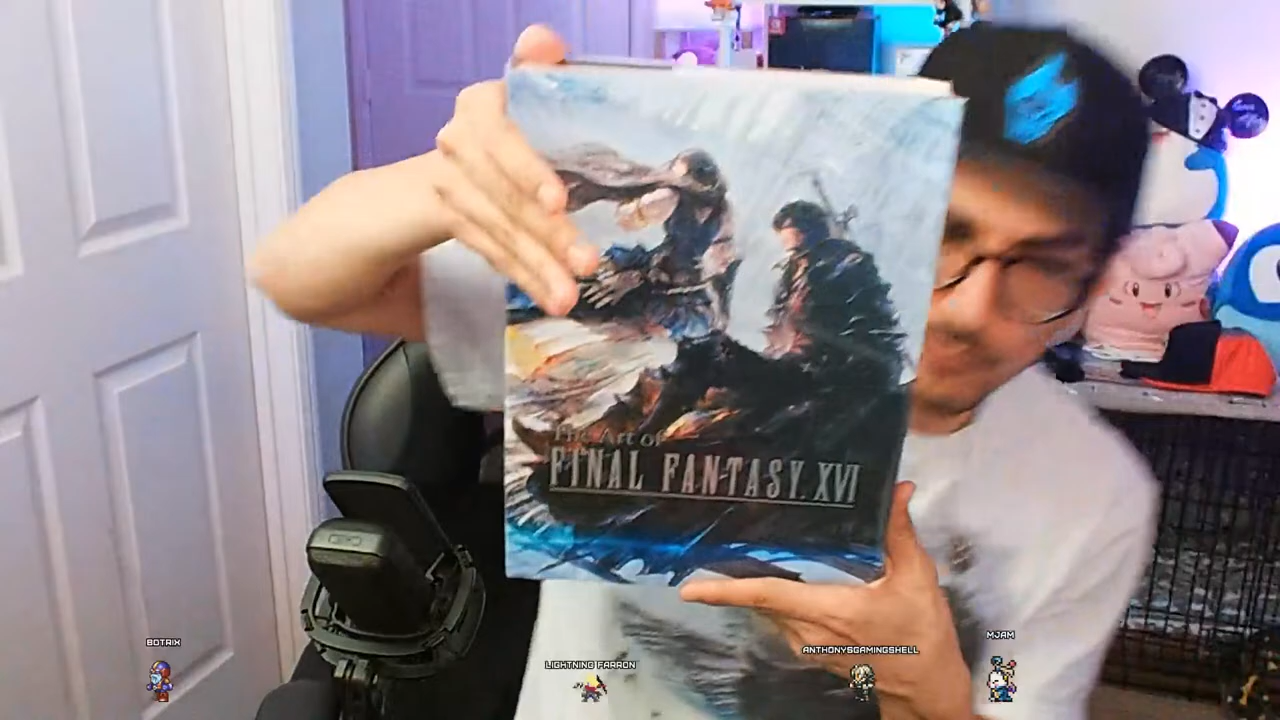 The Art of
FINAL FANTASY XVI
BOTRIX
LIGHTNING FARRON
ANTHONYSGAMINGSHELL
MJAM